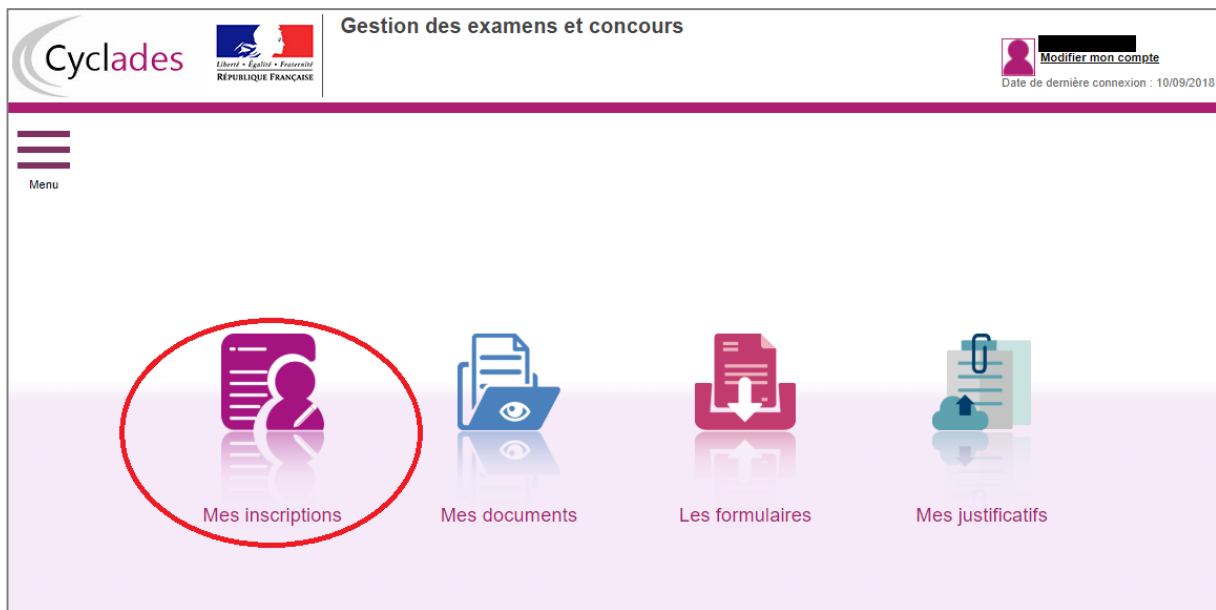 Gestion des examens et concours
Cyclades
Liberté • Égalité • Fraternité
RÉPUBLIQUE FRANÇAISE
Modifier mon compte
Date de dernière connexion : 10/09/2018
Menu
Mes inscriptions
Mes documents
Les formulaires
Mes justificatifs